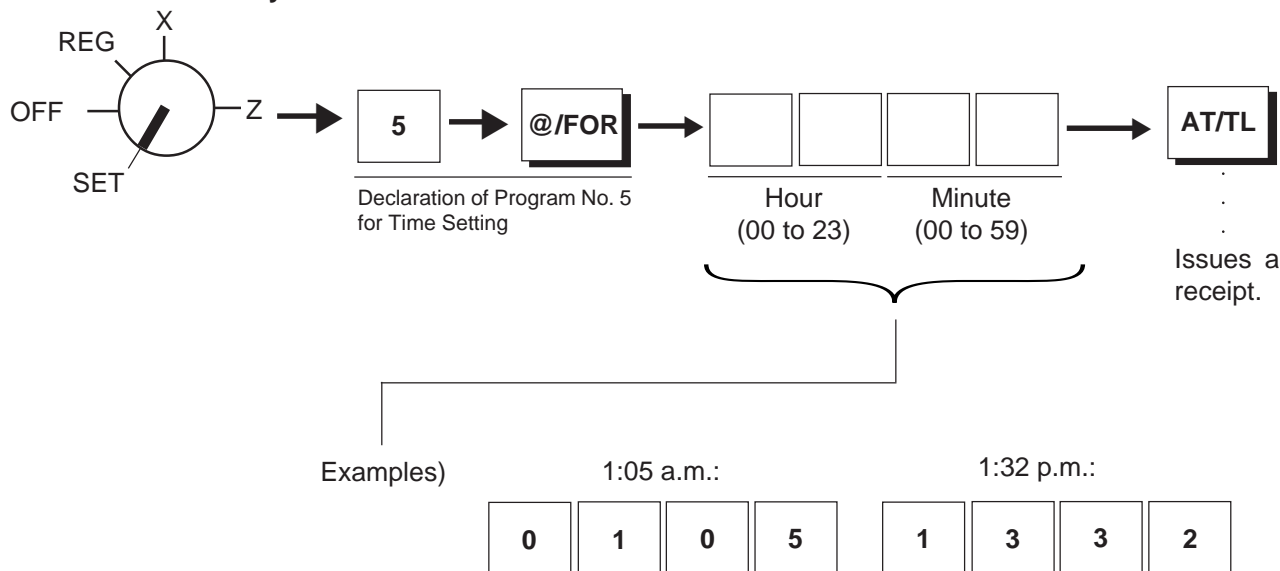 X
REG
OFF
Z
SET
5
@/FOR
AT/TL
Declaration of Program No. 5
for Time Setting
Hour
(00 to 23)
Minute
(00 to 59)
.
.
.
Issues a
receipt.
Examples)
1:05 a.m.:
1:32 p.m.:
0 1 0 5
1 3 3 2